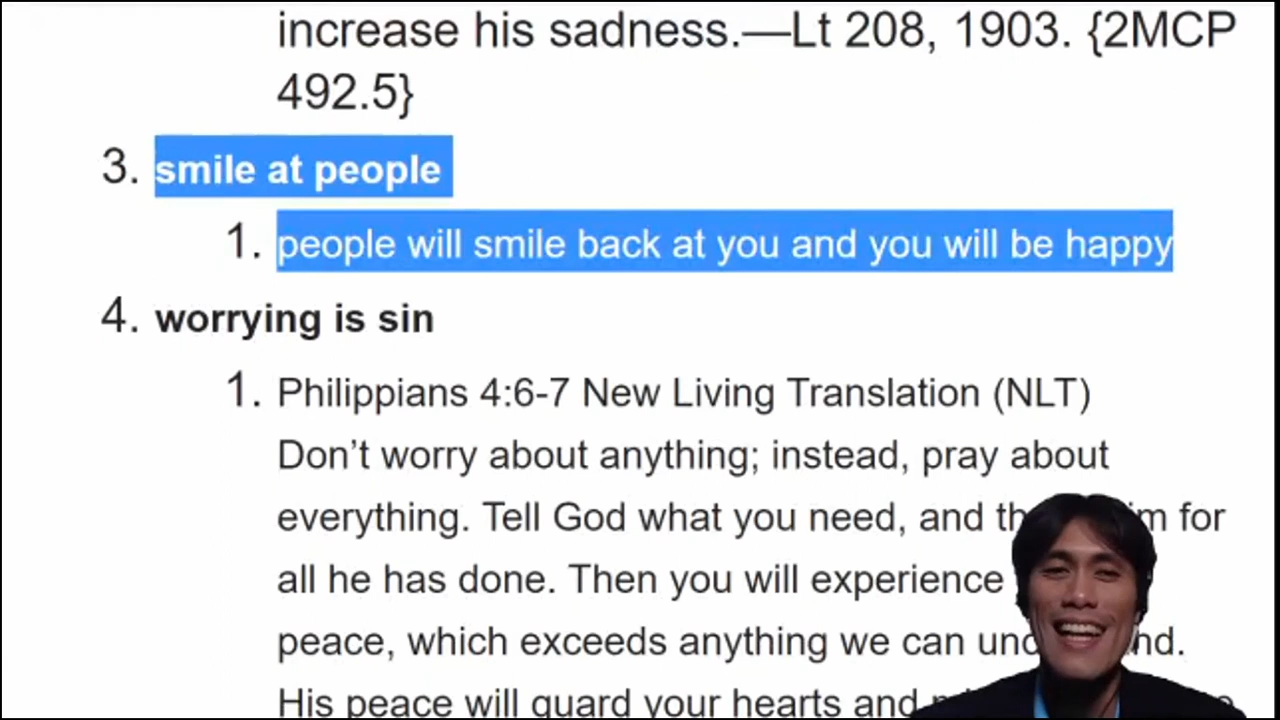 increase his sadness.—Lt 208, 1903. {2MCP
492.5}
3. smile at people
1. people will smile back at you and you will be happy
4. worrying is sin
1. Philippians 4:6-7 New Living Translation (NLT)
Don’t worry about anything; instead, pray about
everything. Tell God what you need, and for
all he has done. Then you will experience
peace, which exceeds anything we can
His peace will guard your hearts and